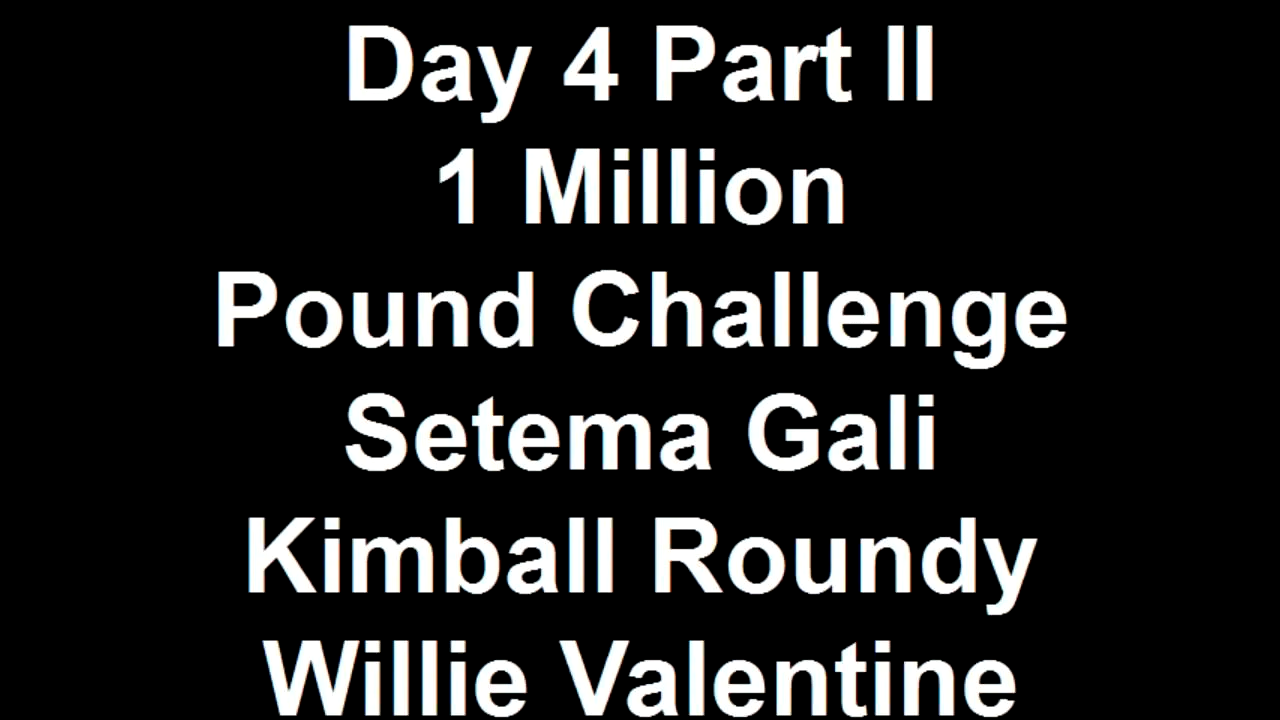 Day 4 Part II
1 Million
Pound Challenge
Setema Gali
Kimball Roundy
Willie Valentine